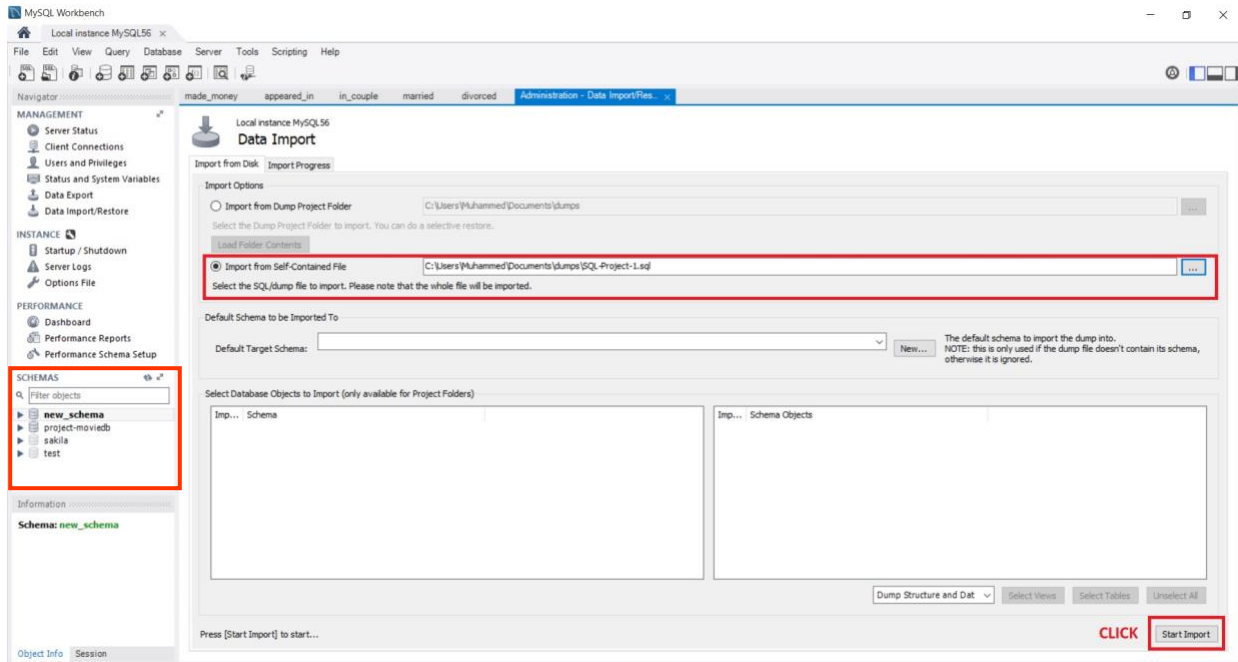 MySQL Workbench
Local instance MySQL56
File Edit View Query Database Server Tools Scripting Help
Navigator
MANAGEMENT
Server Status
Client Connections
Users and Privileges
Status and System Variables
Data Export
Data Import/Restore
INSTANCE
Startup / Shutdown
Server Logs
Options File
PERFORMANCE
Dashboard
Performance Reports
Performance Schema Setup
SCHEMAS
Filter objects
new_schema
project-moviedb
sakila
test
Information
Schema: new_schema
Object Info Session
made_money appeared_in in_couple married divorced Administration - Data Import/Res...
Local instance MySQL56
Data Import
Import from Disk Import Progress
Import Options
Import from Dump Project Folder C:\Users\Muhammed\Documents\dumps ...
Select the Dump Project Folder to import. You can do a selective restore.
Load Folder Contents
Import from Self-Contained File C:\Users\Muhammed\Documents\dumps\SQL-Project-1.sql ...
Select the SQL/dump file to import. Please note that the whole file will be imported.
Default Schema to be Imported To
Default Target Schema: New...
The default schema to import the dump into.
NOTE: this is only used if the dump file doesn't contain its schema,
otherwise it is ignored.
Select Database Objects to Import (only available for Project Folders)
Imp... Schema
Imp... Schema Objects
Dump Structure and Dat Select Views Select Tables Unselect All
Press [Start Import] to start...
CLICK Start Import